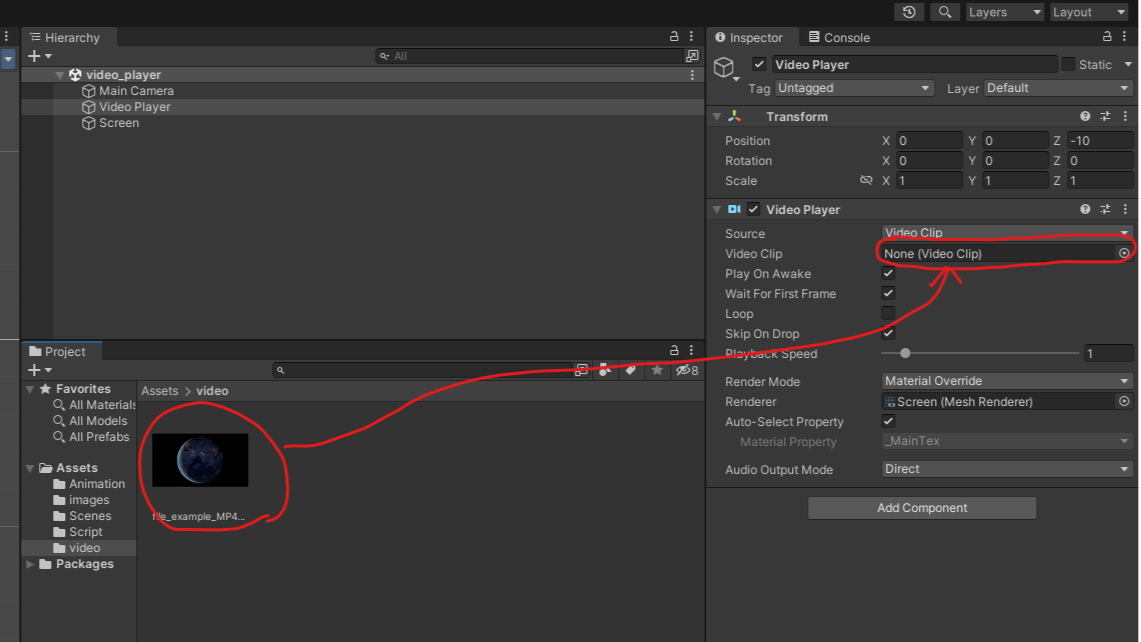 Layers
Layout
Hierarchy
All
video_player
Main Camera
Video Player
Screen
Project
8
Favorites
All Materials
All Models
All Prefabs
Assets
Animation
images
Scenes
Script
video
Packages
Assets > video
file_example_MP4...
Inspector
Console
Video Player
Static
Tag Untagged
Layer Default
Transform
Position X 0 Y 0 Z -10
Rotation X 0 Y 0 Z 0
Scale X 1 Y 1 Z 1
Video Player
Source Video Clip
Video Clip None (Video Clip)
Play On Awake
Wait For First Frame
Loop
Skip On Drop
Playback Speed 1
Render Mode Material Override
Renderer Screen (Mesh Renderer)
Auto-Select Property
Material Property _MainTex
Audio Output Mode Direct
Add Component